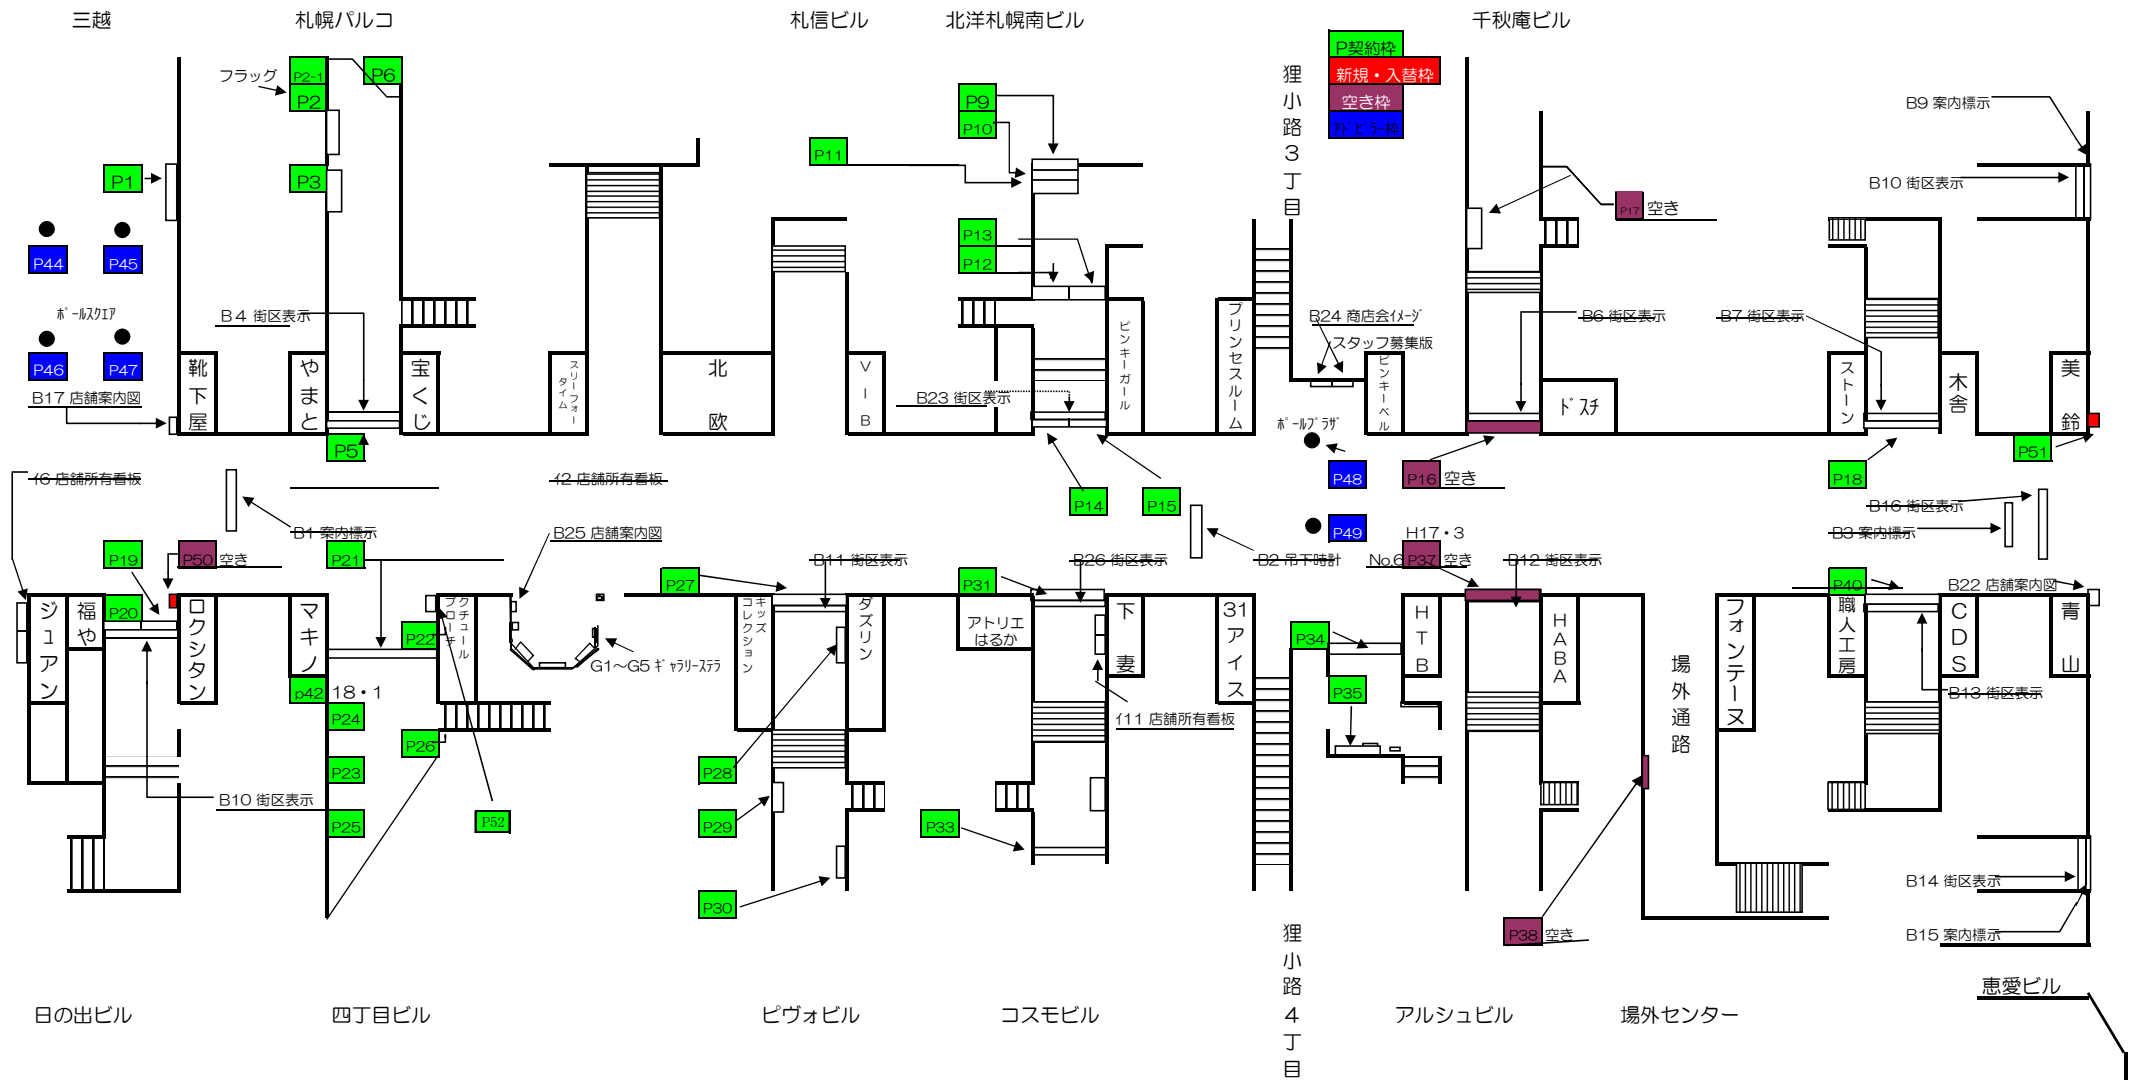 三越
札幌パルコ
札信ビル
北洋札幌南ビル
千秋庵ビル
P契約枠
新規・入替枠
空き枠
狸小路3丁目
フラッグ
P2-1
P2
P6
P9
P10
P11
B9 案内標示
P1
P3
B10 街区表示
P17 空き
P13
P12
P44
P45
ﾎﾟｰﾙｽｸｴｱ
P46
P47
B4 街区表示
B24 商店会ｲﾒｰｼﾞ
スタッフ募集版
B6 街区表示
B7 街区表示
B17 店舗案内図
靴下屋
やまと
宝くじ
スリーフォータイム
北欧
VIB
B23 街区表示
ピンキーガール
プリンセスルーム
ピンキーベル
ドスチ
ストーン
木舎
美鈴
ﾎﾟｰﾙﾌﾟﾗｻﾞ
P5
P51
イ6 店舗所有看板
イ2 店舗所有看板
P14
P15
P48
P16 空き
P18
B16 街区表示
B1 案内標示
B25 店舗案内図
P49
H17・3
B3 案内標示
P19
P50 空き
P21
B11 街区表示
B26 街区表示
B2 吊下時計
No.6
P37 空き
B12 街区表示
P27
P31
P40
B22 店舗案内図
ジュアン
福や
P20
ロクシタン
マキノ
P22
クチュールブローチ
キッズコレクション
ダズリン
アトリエはるか
下妻
31アイス
P34
HTB
HABA
フォンテーヌ
職人工房
CDS
青山
G1～G5 ｷﾞｬﾗﾘｰｽﾃﾗ
場外通路
p42 18・1
P35
B13 街区表示
P24
イ11 店舗所有看板
P26
P23
P28
B10 街区表示
P25
P52
P29
P33
B14 街区表示
P30
P38 空き
B15 案内標示
狸小路4丁目
恵愛ビル
日の出ビル
四丁目ビル
ピヴォビル
コスモビル
アルシュビル
場外センター